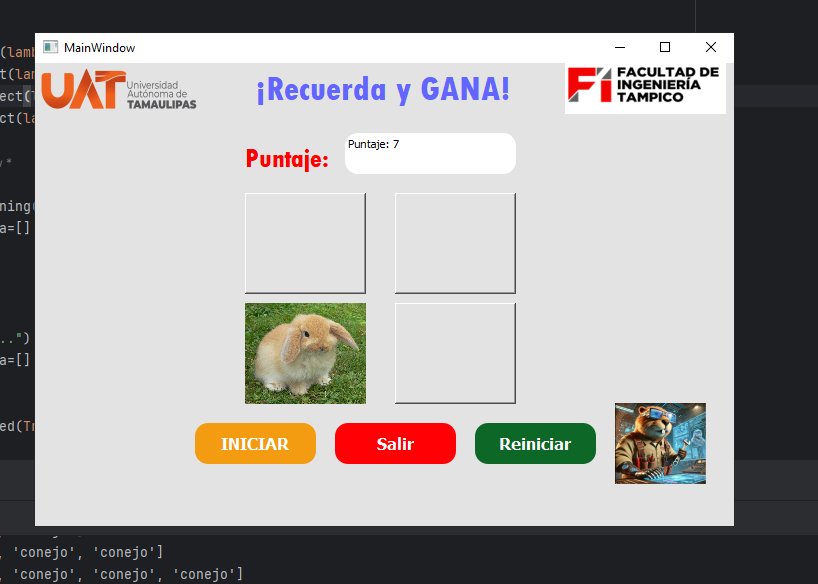 MainWindow
UAT Universidad
Autónoma de
TAMAULIPAS
¡Recuerda y GANA!
FACULTAD DE
INGENIERÍA
TAMPICO
Fi
Puntaje:
Puntaje: 7
INICIAR
Salir
Reiniciar
(lamb
t(lam
ect(l
ct(la
y *
ning(
a=[]
..")
a=[]
ed(Tr
, 'conejo', 'conejo']
, 'conejo', 'conejo', 'conejo']